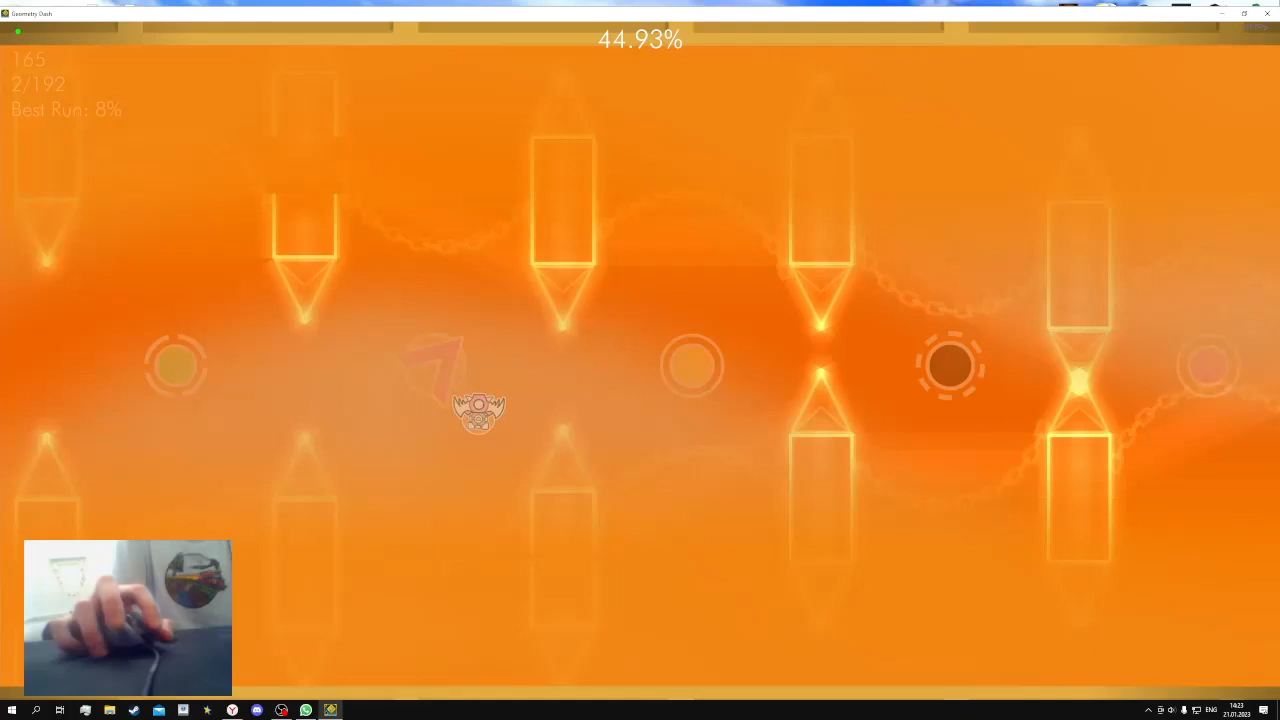 Geometry Dash
44.93%
165
2/192
Best Run: 8%
ENG
14:23
21.01.2023